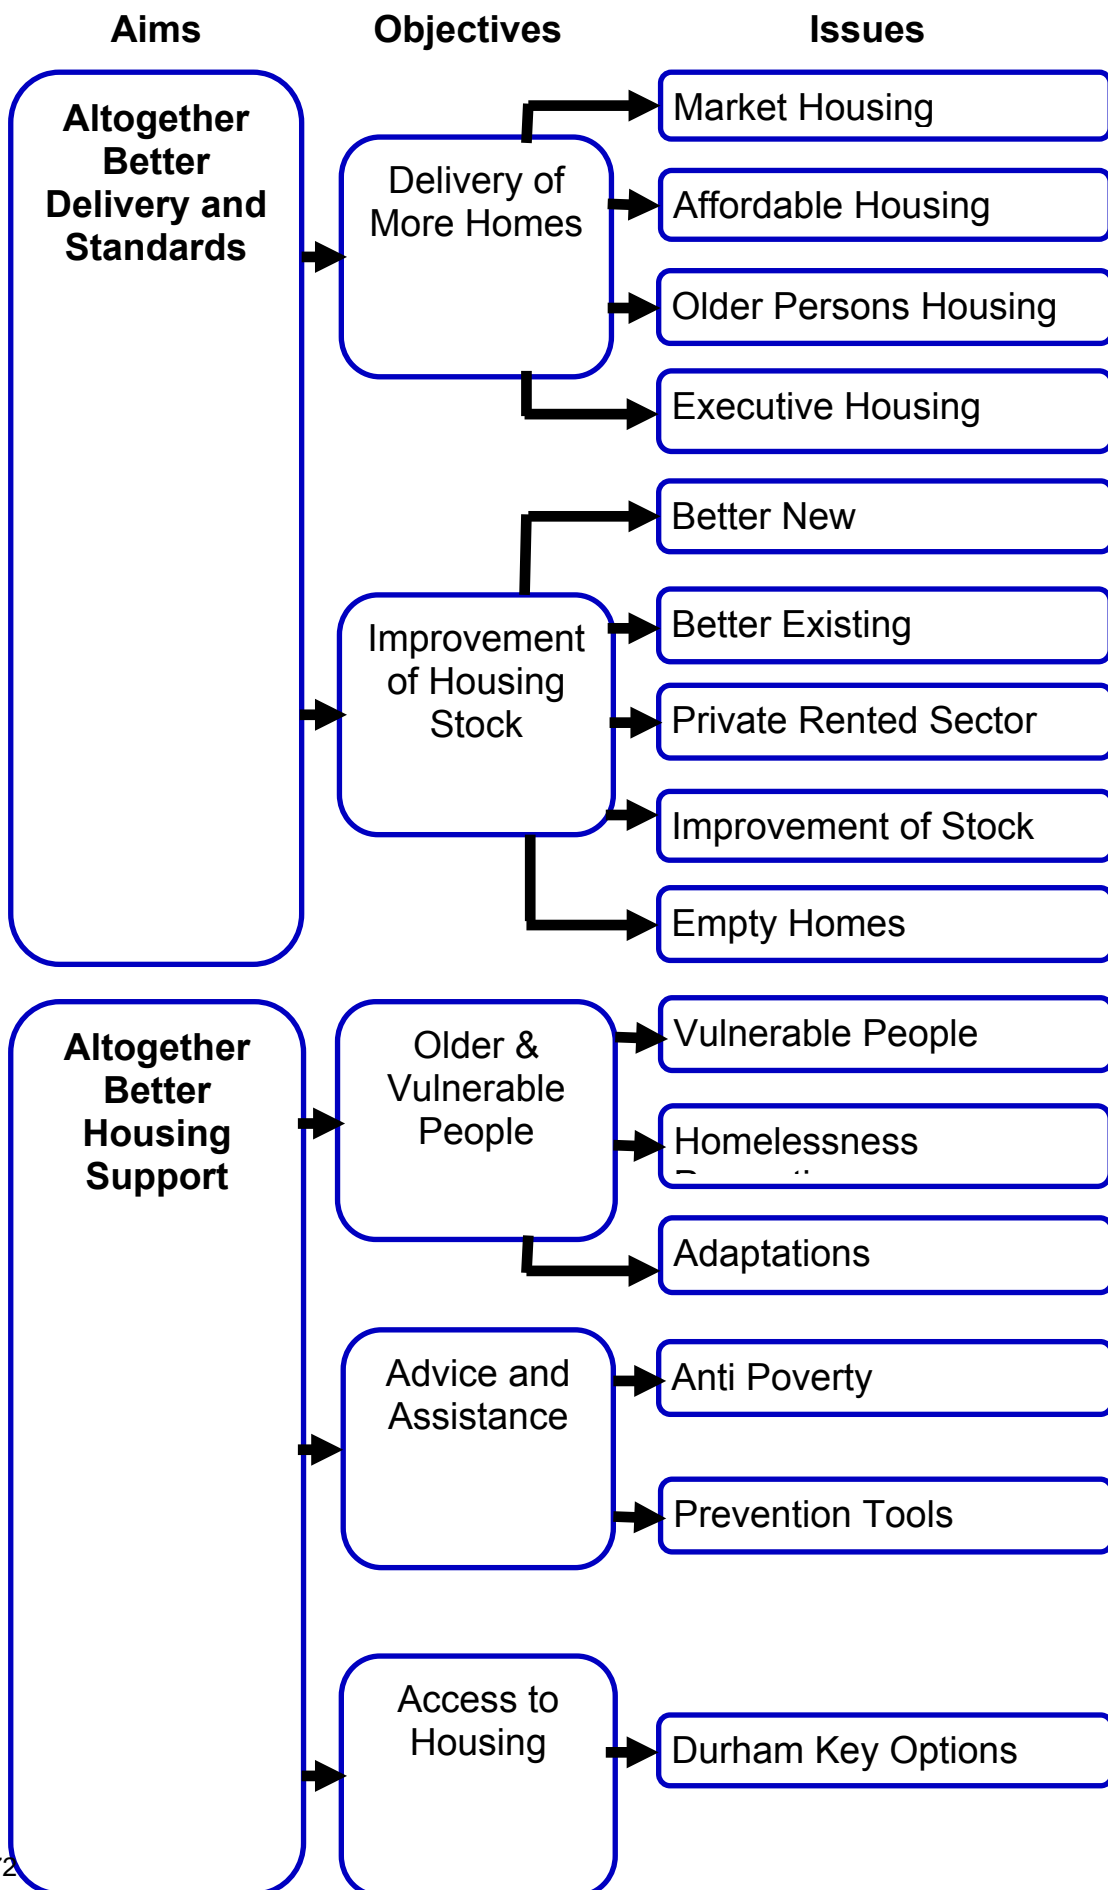 Aims
Objectives
Issues
Altogether
Better
Delivery and
Standards
Delivery of
More Homes
Market Housing
Affordable Housing
Older Persons Housing
Executive Housing
Improvement
of Housing
Stock
Better New
Better Existing
Private Rented Sector
Improvement of Stock
Empty Homes
Altogether
Better
Housing
Support
Older &
Vulnerable
People
Vulnerable People
Homelessness
Adaptations
Advice and
Assistance
Anti Poverty
Prevention Tools
Access to
Housing
Durham Key Options